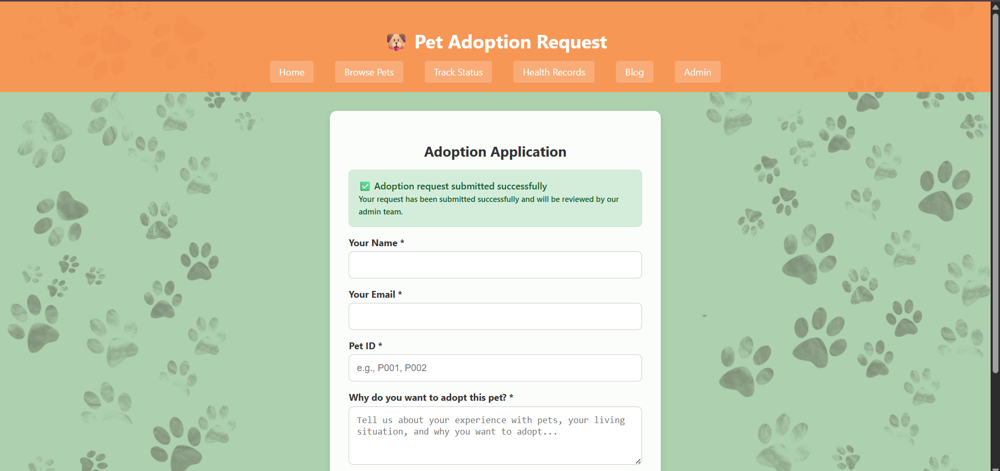 Pet Adoption Request
Home Browse Pets Track Status Health Records Blog Admin
Adoption Application
Adoption request submitted successfully
Your request has been submitted successfully and will be reviewed by our
admin team.
Your Name *
Your Email *
Pet ID *
e.g., P001, P002
Why do you want to adopt this pet? *
Tell us about your experience with pets, your living
situation, and why you want to adopt...